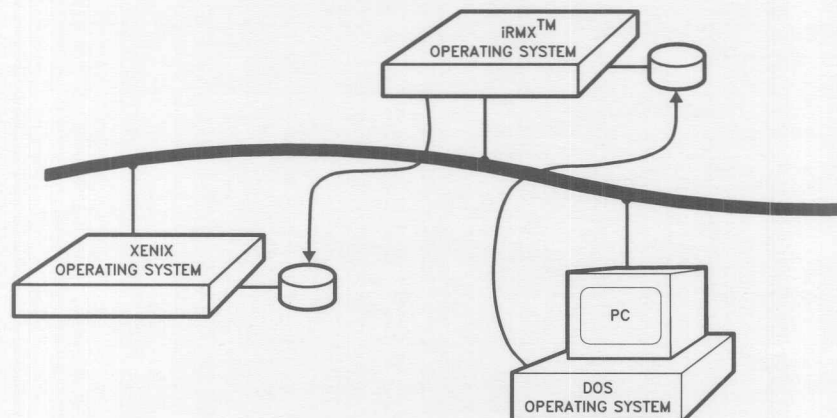 iRMX™
OPERATING SYSTEM
XENIX
OPERATING SYSTEM
PC
DOS
OPERATING SYSTEM